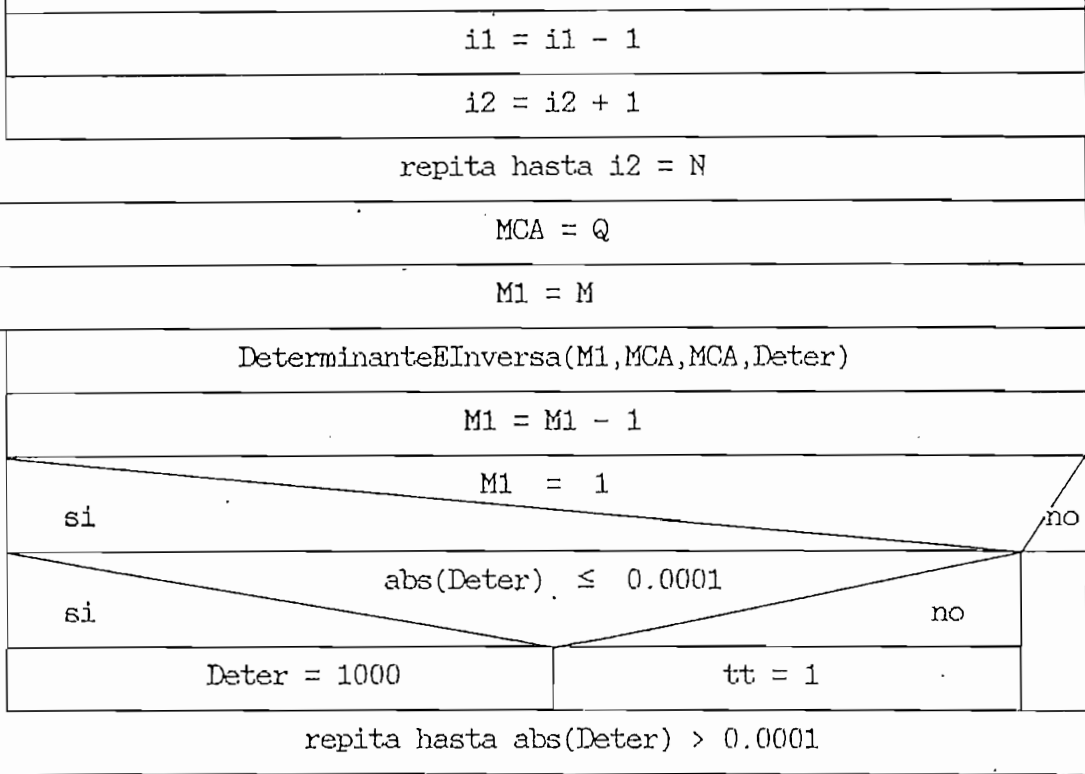 i1 = i1 - 1
i2 = i2 + 1
repita hasta i2 = N
MCA = Q
M1 = M
DeterminanteEInversa(M1,MCA,MCA,Deter)
M1 = M1 - 1
M1 = 1
si no
abs(Deter) ≤ 0.0001
si no
Deter = 1000 tt = 1
repita hasta abs(Deter) > 0.0001